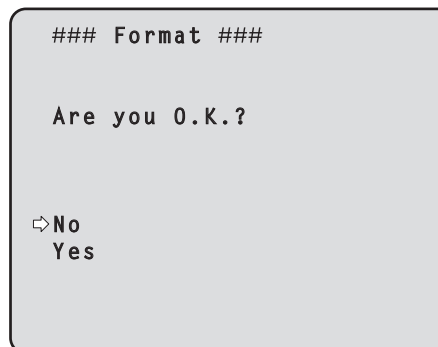 ### Format ###
Are you O.K.?
⇨No
Yes